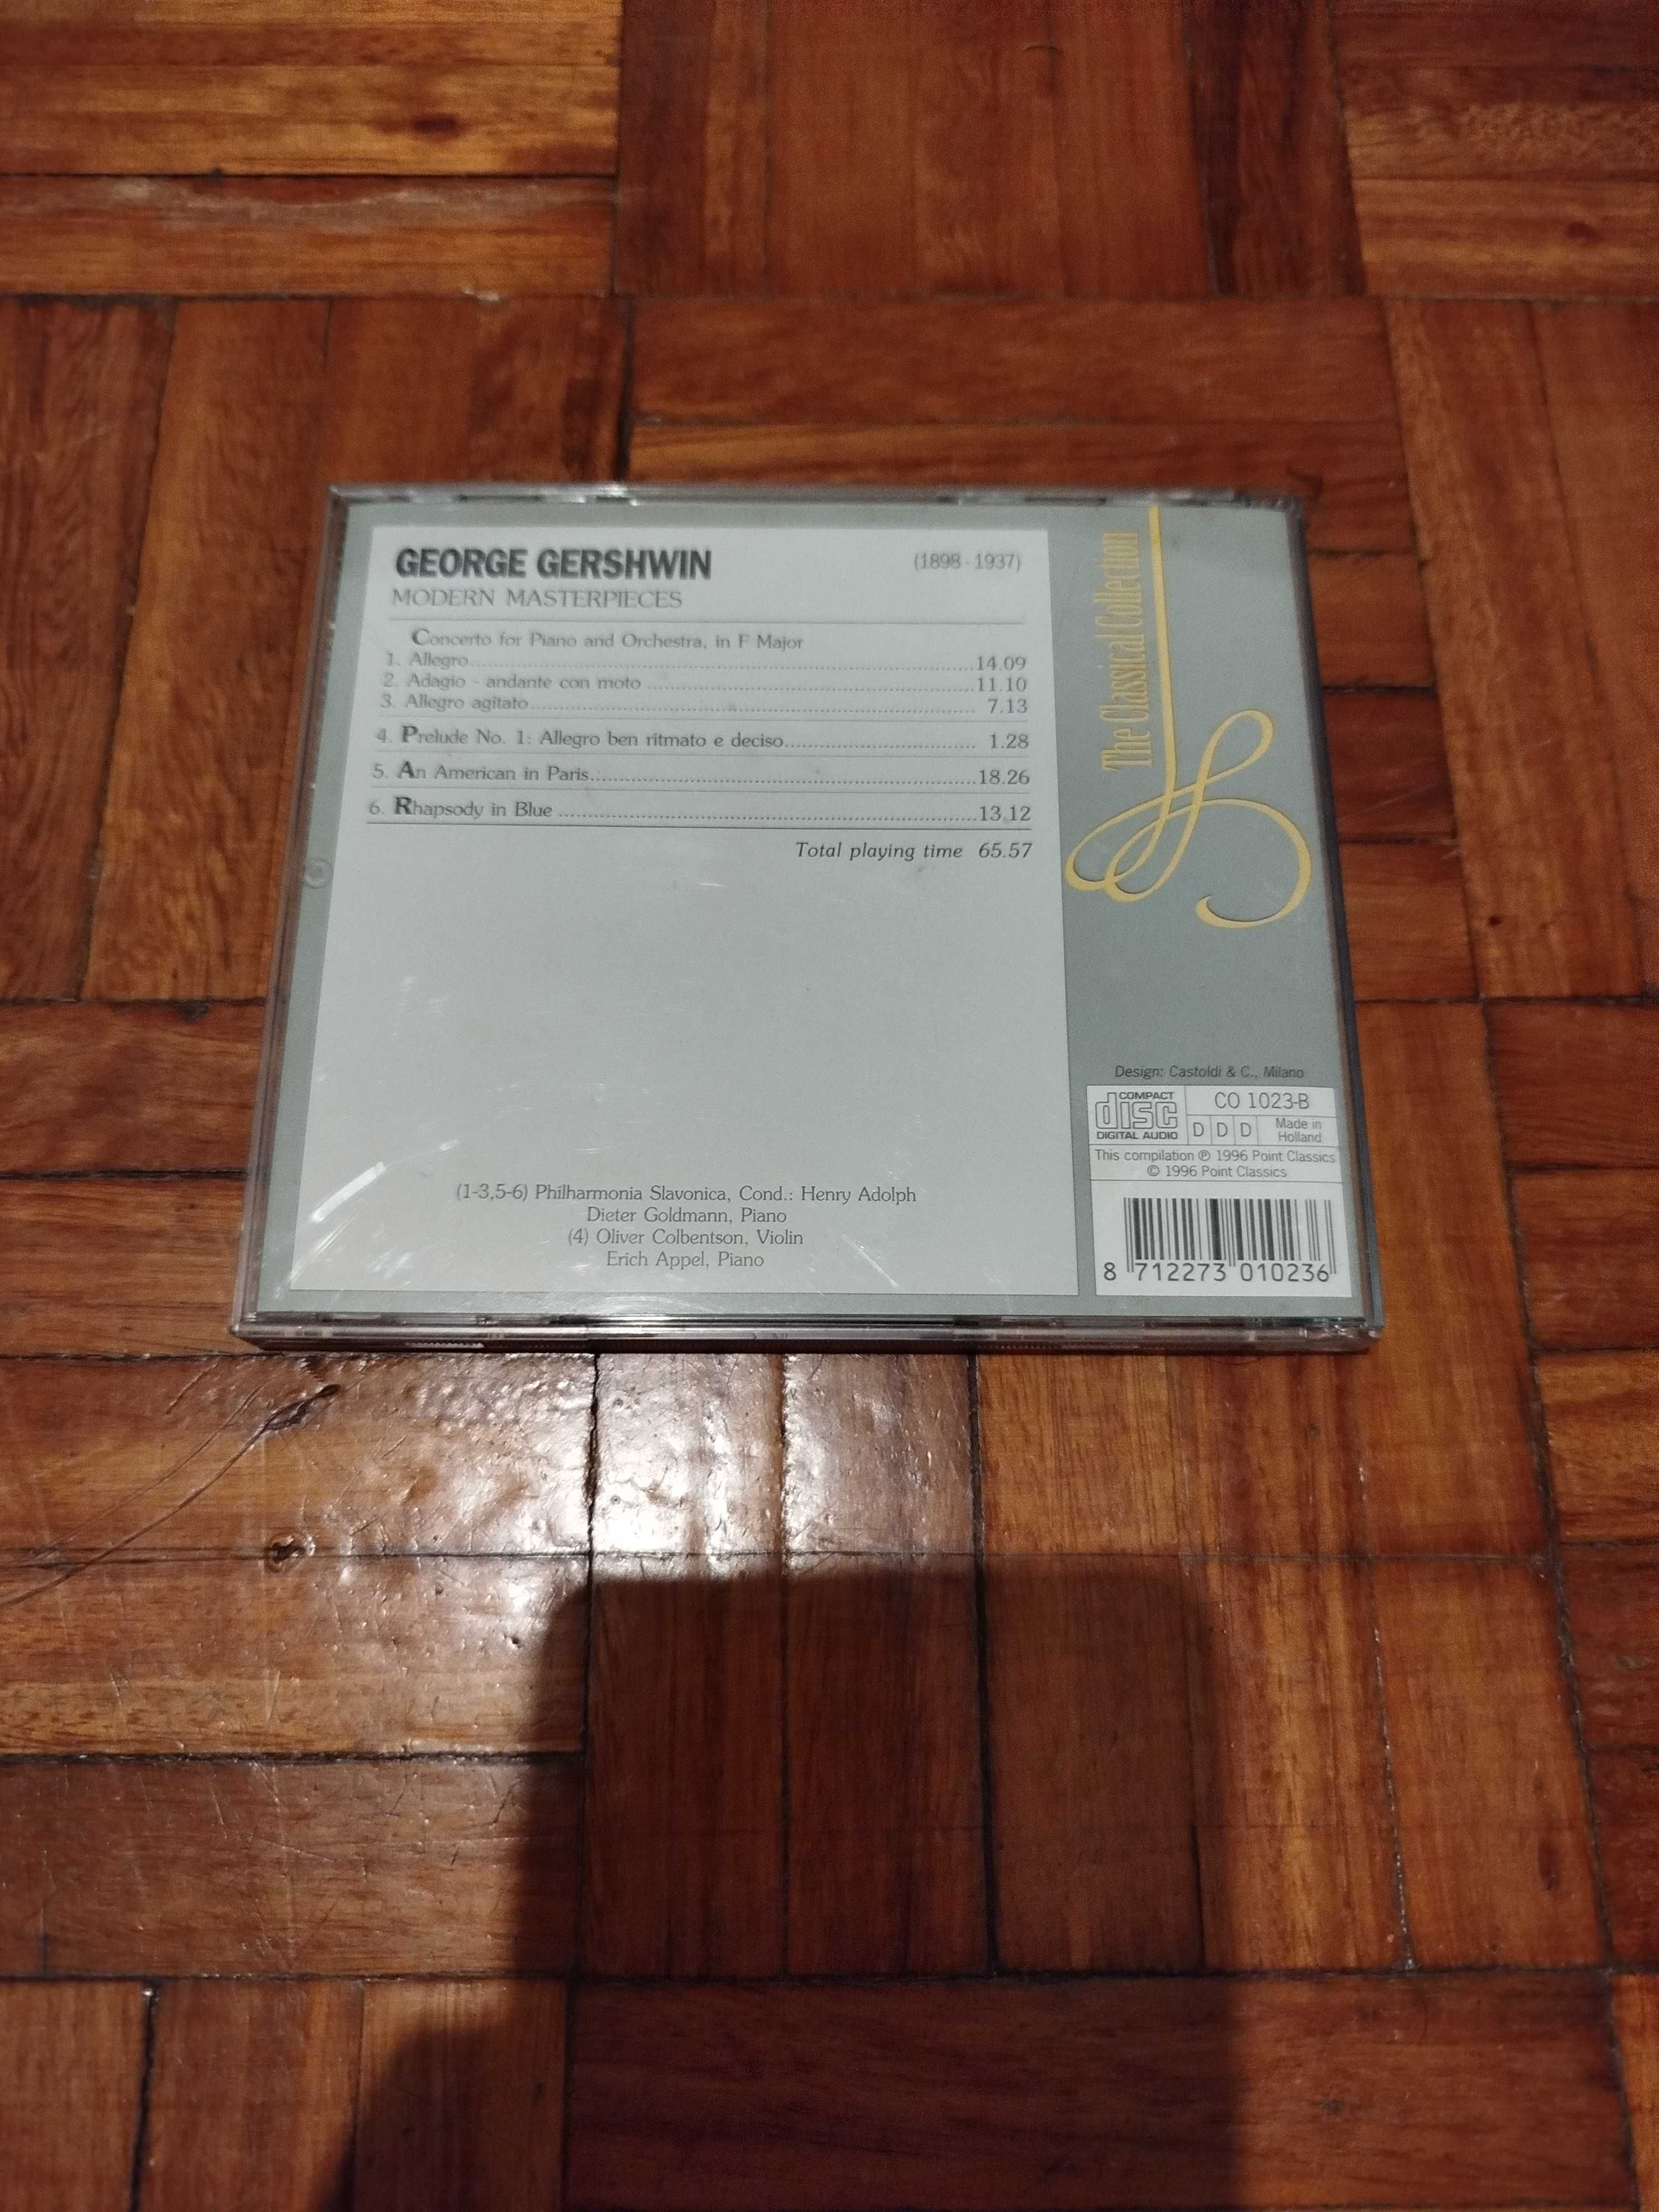 GEORGE GERSHWIN (1898 - 1937)
MODERN MASTERPIECES
Concerto for Piano and Orchestra, in F Major
1. Allegro..........14.09
2. Adagio - andante con moto ..........11.10
3. Allegro agitato.......... 7.13
4. Prelude No. 1: Allegro ben ritmato e deciso.......... 1.28
5. An American in Paris..........18.26
6. Rhapsody in Blue ..........13.12
Total playing time 65.57
(1-3,5-6) Philharmonia Slavonica, Cond.: Henry Adolph
Dieter Goldmann, Piano
(4) Oliver Colbentson, Violin
Erich Appel, Piano
The Classical Collection
Design: Castoldi & C., Milano
COMPACT
disc
DIGITAL AUDIO
CO 1023-B
D D D
Made in
Holland
This compilation ℗ 1996 Point Classics
© 1996 Point Classics
8 712273 010236